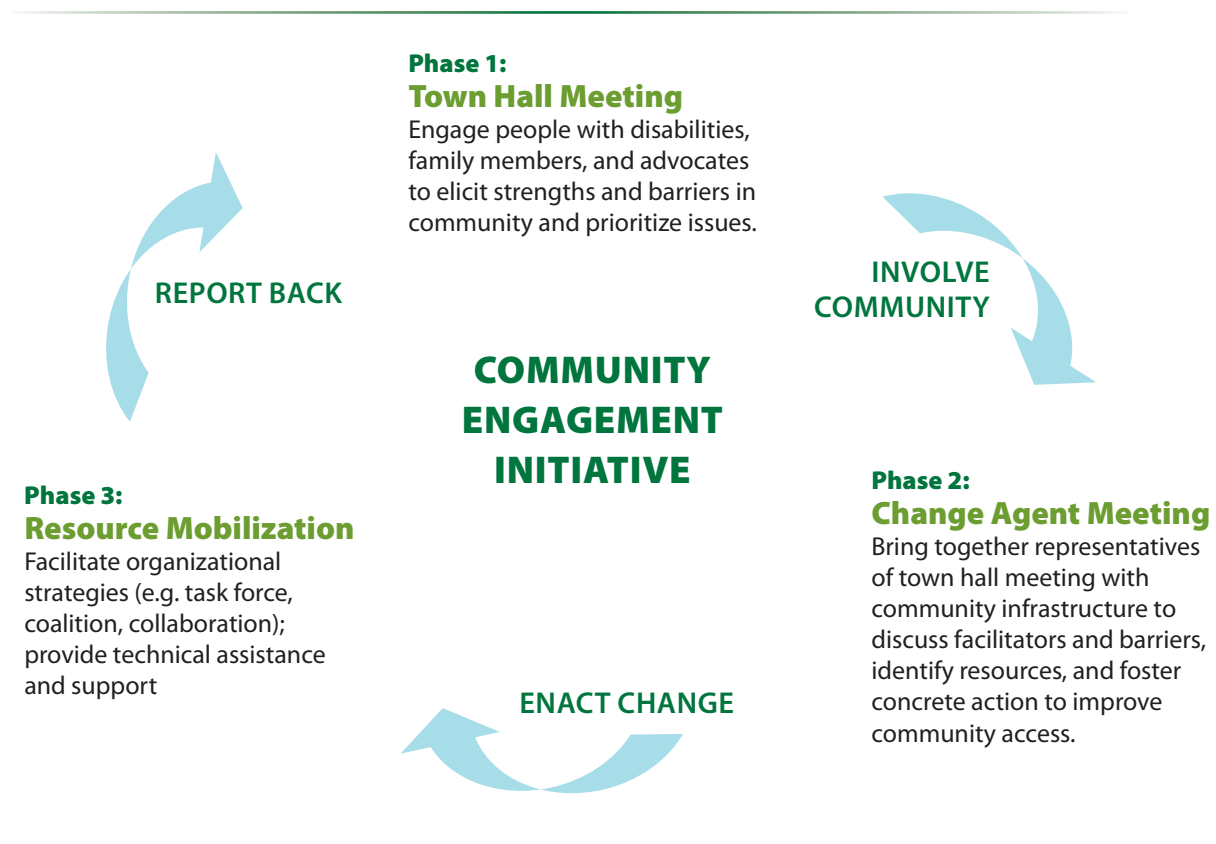 Phase 1:
Town Hall Meeting
Engage people with disabilities,
family members, and advocates
to elicit strengths and barriers in
community and prioritize issues.
INVOLVE
COMMUNITY
REPORT BACK
COMMUNITY
ENGAGEMENT
INITIATIVE
Phase 2:
Change Agent Meeting
Bring together representatives
of town hall meeting with
community infrastructure to
discuss facilitators and barriers,
identify resources, and foster
concrete action to improve
community access.
Phase 3:
Resource Mobilization
Facilitate organizational
strategies (e.g. task force,
coalition, collaboration);
provide technical assistance
and support
ENACT CHANGE